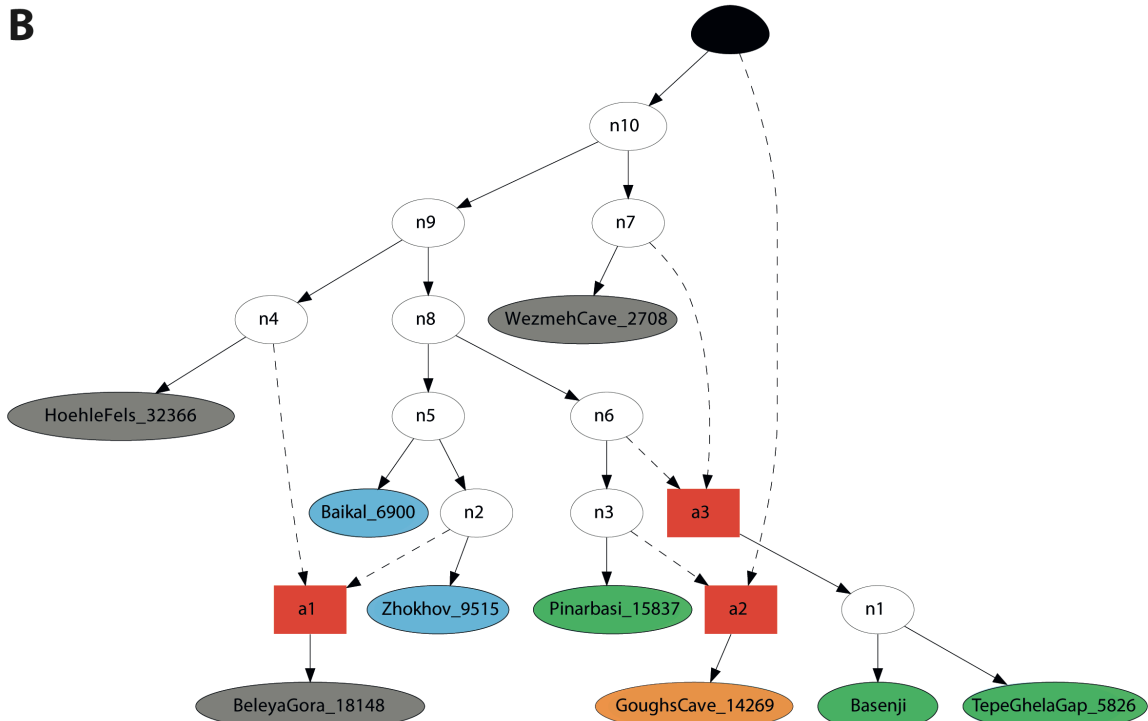 B
n10
n9
n7
n4
n8
WezmehCave_2708
HoehleFels_32366
n5
n6
Baikal_6900
n2
n3
a3
a1
Zhokhov_9515
Pinarbasi_15837
a2
n1
BeleyaGora_18148
GoughsCave_14269
Basenji
TepeGhelaGap_5826